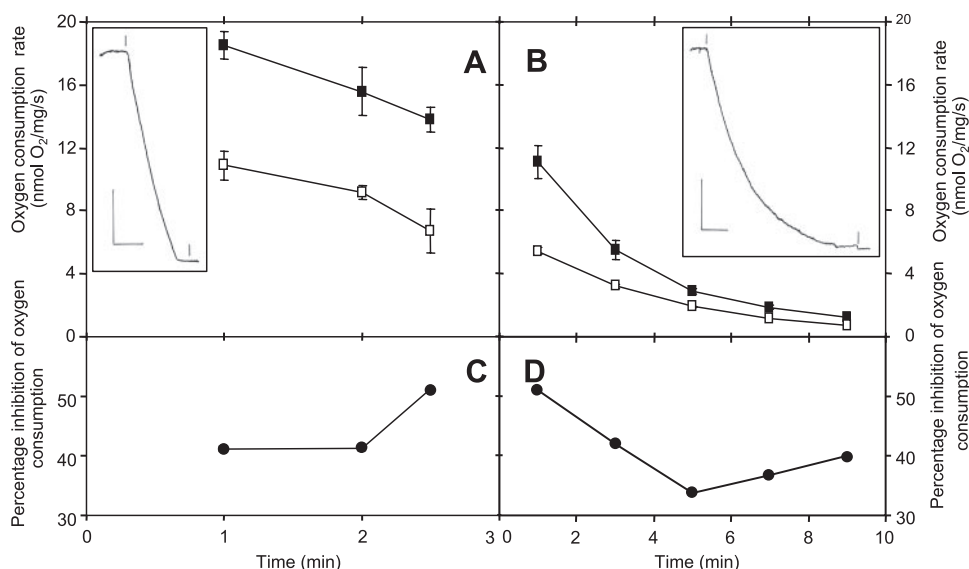 Oxygen consumption rate
(nmol O2/mg/s)
20
16
12
8
4
0
A
B
20
16
12
8
4
0
Oxygen consumption rate
(nmol O2/mg/s)
Percentage inhibition of oxygen
consumption
50
40
30
C
D
50
40
30
Percentage inhibition of oxygen
consumption
0 1 2 3
0 2 4 6 8 10
Time (min)
Time (min)